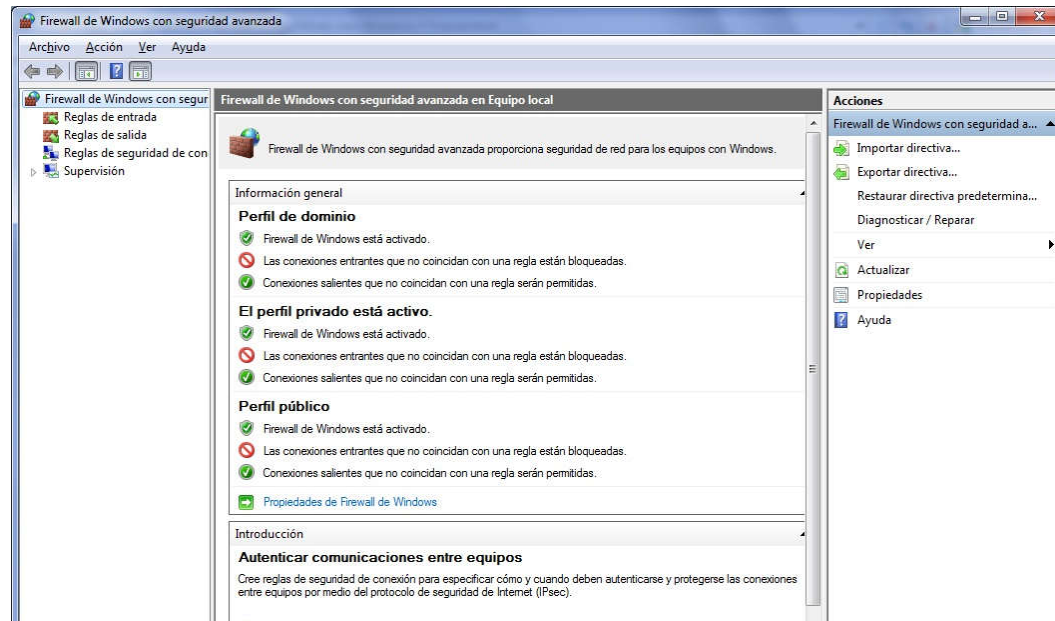 Firewall de Windows con seguridad avanzada
Archivo Acción Ver Ayuda
Firewall de Windows con segur
Reglas de entrada
Reglas de salida
Reglas de seguridad de con
Supervisión
Firewall de Windows con seguridad avanzada en Equipo local
Firewall de Windows con seguridad avanzada proporciona seguridad de red para los equipos con Windows.
Información general
Perfil de dominio
Firewall de Windows está activado.
Las conexiones entrantes que no coincidan con una regla están bloqueadas.
Conexiones salientes que no coincidan con una regla serán permitidas.
El perfil privado está activo.
Firewall de Windows está activado.
Las conexiones entrantes que no coincidan con una regla están bloqueadas.
Conexiones salientes que no coincidan con una regla serán permitidas.
Perfil público
Firewall de Windows está activado.
Las conexiones entrantes que no coincidan con una regla están bloqueadas.
Conexiones salientes que no coincidan con una regla serán permitidas.
Propiedades de Firewall de Windows
Introducción
Autenticar comunicaciones entre equipos
Cree reglas de seguridad de conexión para especificar cómo y cuando deben autenticarse y protegerse las conexiones
entre equipos por medio del protocolo de seguridad de Internet (IPsec).
Acciones
Firewall de Windows con seguridad a...
Importar directiva...
Exportar directiva...
Restaurar directiva predetermina...
Diagnosticar / Reparar
Ver
Actualizar
Propiedades
Ayuda